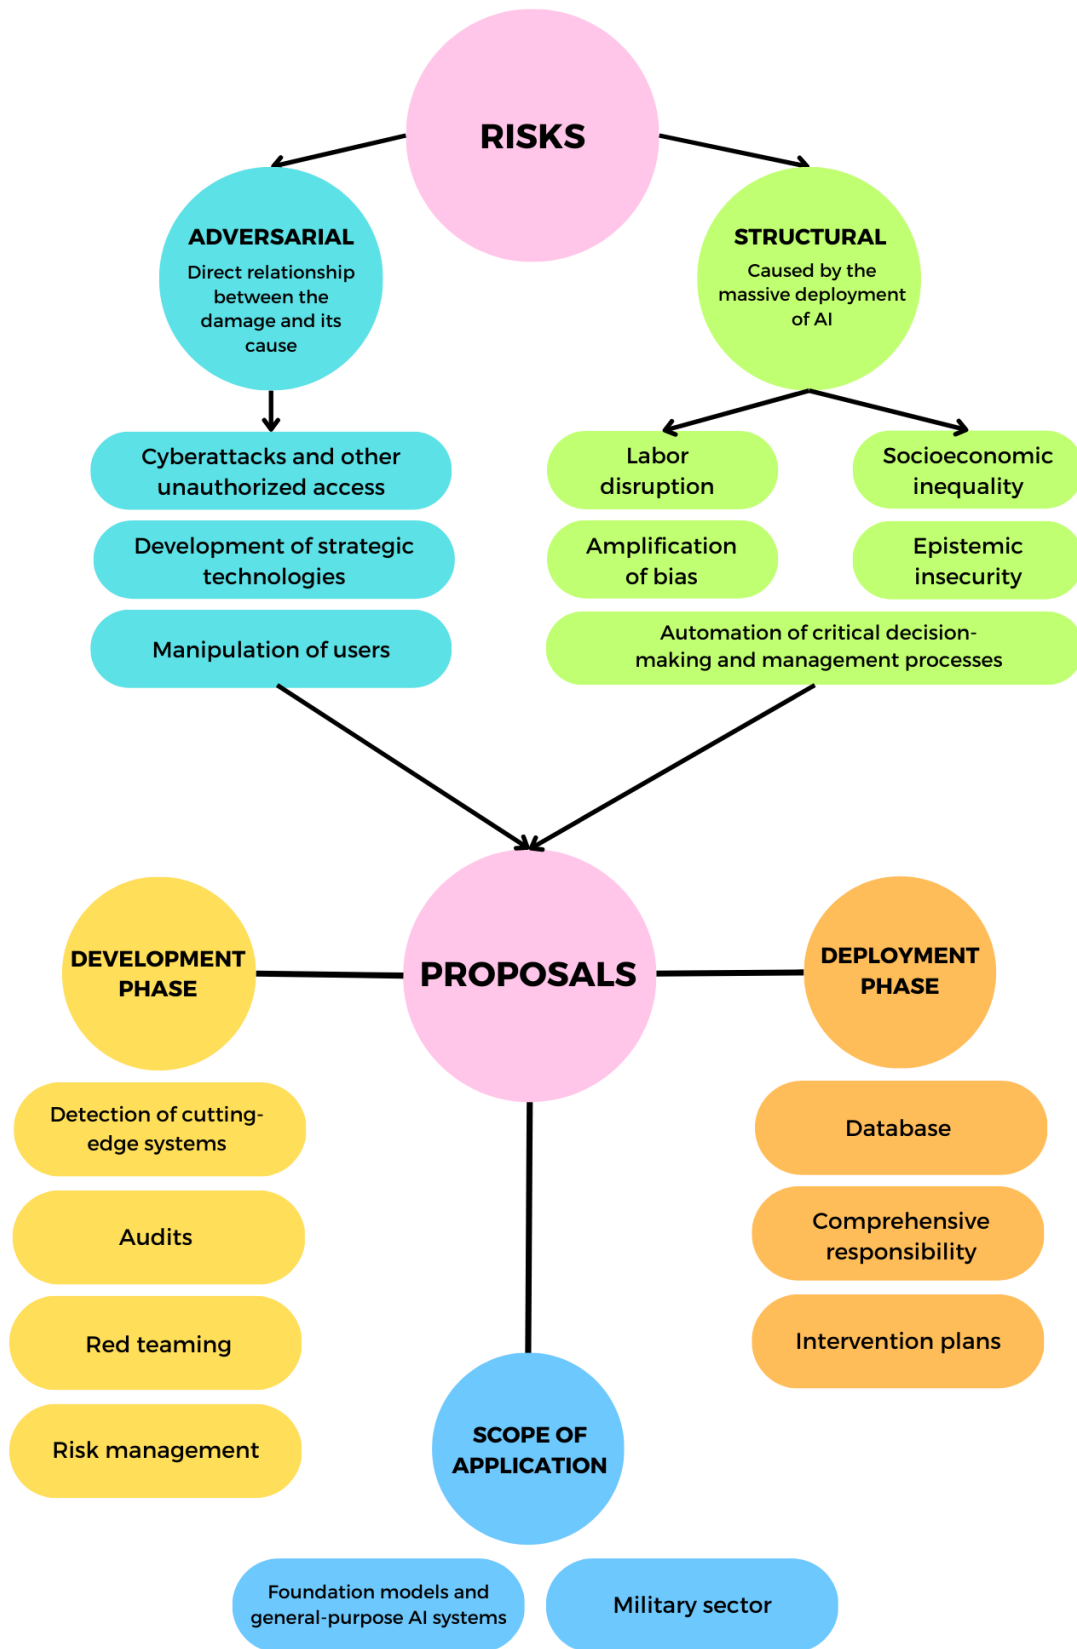 RISKS
ADVERSARIAL
Direct relationship
between the
damage and its
cause
STRUCTURAL
Caused by the
massive deployment
of AI
Cyberattacks and other
unauthorized access
Development of strategic
technologies
Manipulation of users
Labor
disruption
Socioeconomic
inequality
Amplification
of bias
Epistemic
insecurity
Automation of critical decision-
making and management processes
DEVELOPMENT
PHASE
PROPOSALS
DEPLOYMENT
PHASE
Detection of cutting-
edge systems
Audits
Red teaming
Risk management
Database
Comprehensive
responsibility
Intervention plans
SCOPE OF
APPLICATION
Foundation models and
general-purpose AI systems
Military sector